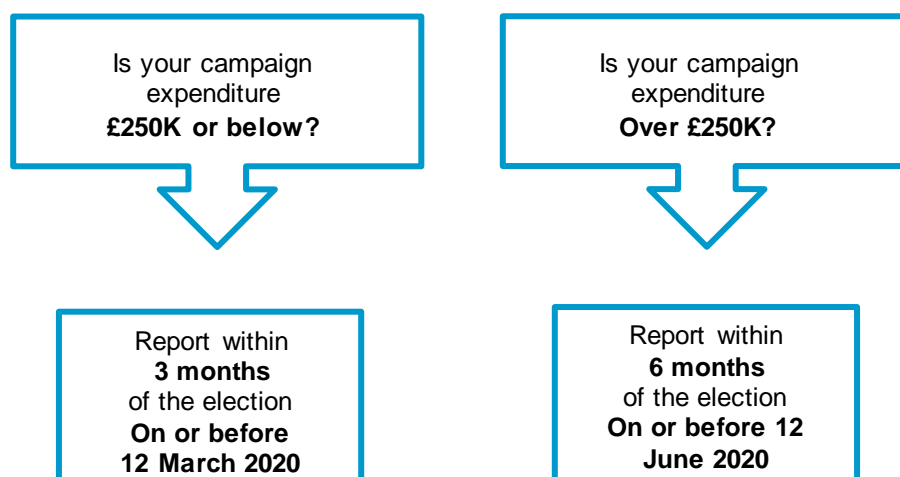 Is your campaign
expenditure
£250K or below?
Is your campaign
expenditure
Over £250K?
Report within
3 months
of the election
On or before
12 March 2020
Report within
6 months
of the election
On or before 12
June 2020